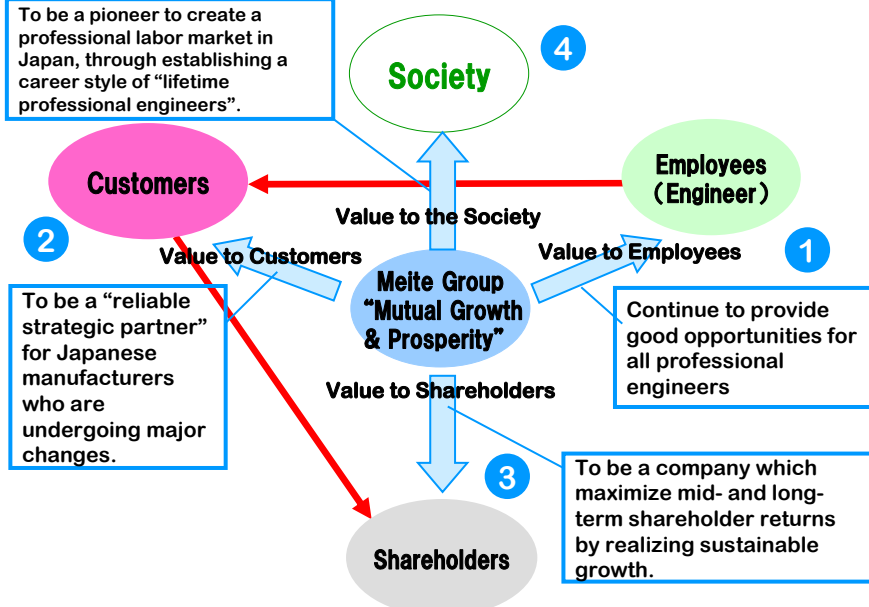 To be a pioneer to create a
professional labor market in
Japan, through establishing a
career style of “lifetime
professional engineers”.
4
Society
Customers
Employees
（Engineer）
Value to the Society
2
Value to Customers
Value to Employees
1
Meite Group
“Mutual Growth
& Prosperity”
To be a “reliable
strategic partner”
for Japanese
manufacturers
who are
undergoing major
changes.
Continue to provide
good opportunities for
all professional
engineers
Value to Shareholders
3
To be a company which
maximize mid- and long-
term shareholder returns
by realizing sustainable
growth.
Shareholders